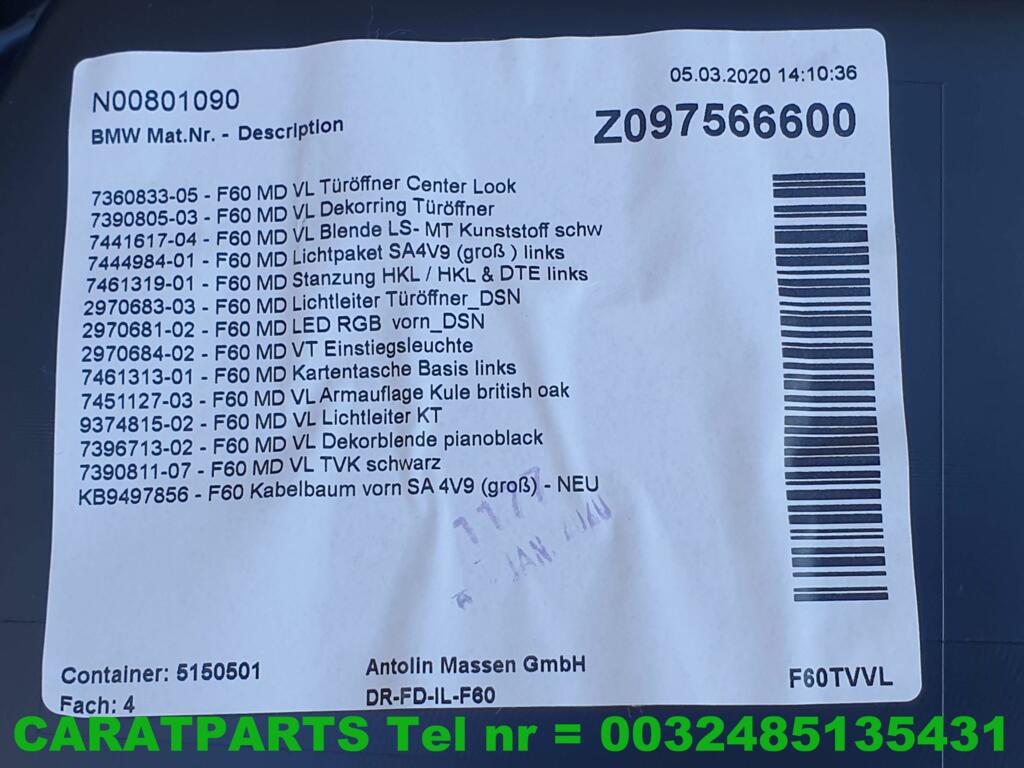 05.03.2020 14:10:36
N00801090
Z097566600
BMW Mat.Nr. - Description
7360833-05 - F60 MD VL Türöffner Center Look
7390805-03 - F60 MD VL Dekorring Türöffner
7441617-04 - F60 MD VL Blende LS- MT Kunststoff schw
7444984-01 - F60 MD Lichtpaket SA4V9 (groß ) links
7461319-01 - F60 MD Stanzung HKL / HKL & DTE links
2970683-03 - F60 MD Lichtleiter Türöffner_DSN
2970681-02 - F60 MD LED RGB vorn_DSN
2970684-02 - F60 MD VT Einstiegsleuchte
7461313-01 - F60 MD Kartentasche Basis links
7451127-03 - F60 MD VL Armauflage Kule british oak
9374815-02 - F60 MD VL Lichtleiter KT
7396713-02 - F60 MD VL Dekorblende pianoblack
7390811-07 - F60 MD VL TVK schwarz
KB9497856 - F60 Kabelbaum vorn SA 4V9 (groß) - NEU
JAN.
Container: 5150501
Fach: 4
Antolin Massen GmbH
DR-FD-IL-F60
F60TVVL
CARATPARTS Tel nr = 0032485135431